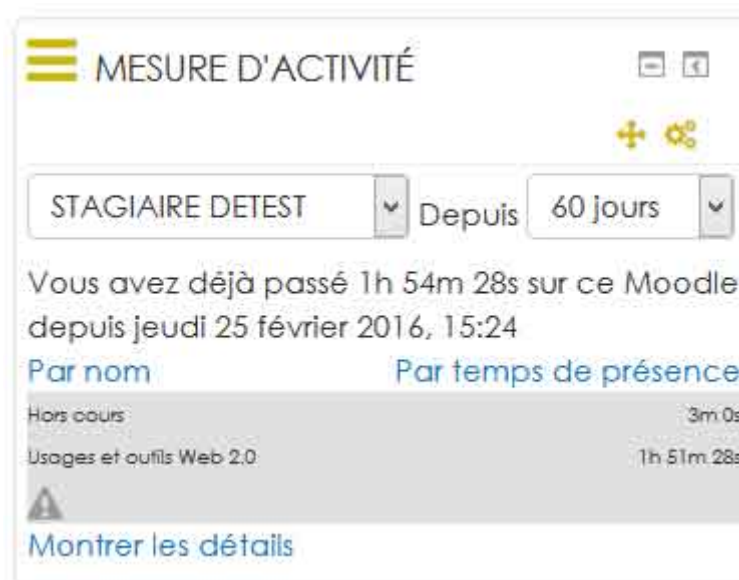 MESURE D'ACTIVITÉ
STAGIAIRE DETEST Depuis 60 jours
Vous avez déjà passé 1h 54m 28s sur ce Moodle
depuis jeudi 25 février 2016, 15:24
Par nom Par temps de présence
Hors cours 3m 0s
Usages et outils Web 2.0 1h 51m 28s
Montrer les détails